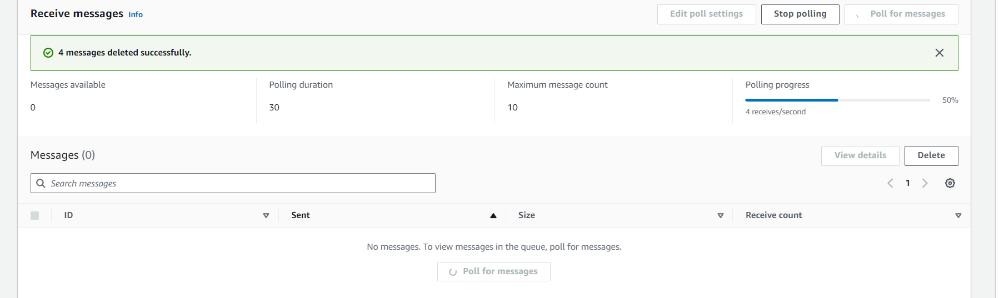 Receive messages Info Edit poll settings Stop polling Poll for messages
4 messages deleted successfully.
Messages available Polling duration Maximum message count Polling progress
0 30 10 50%
4 receives/second
Messages (0) View details Delete
Search messages 1
ID Sent Size Receive count
No messages. To view messages in the queue, poll for messages.
Poll for messages